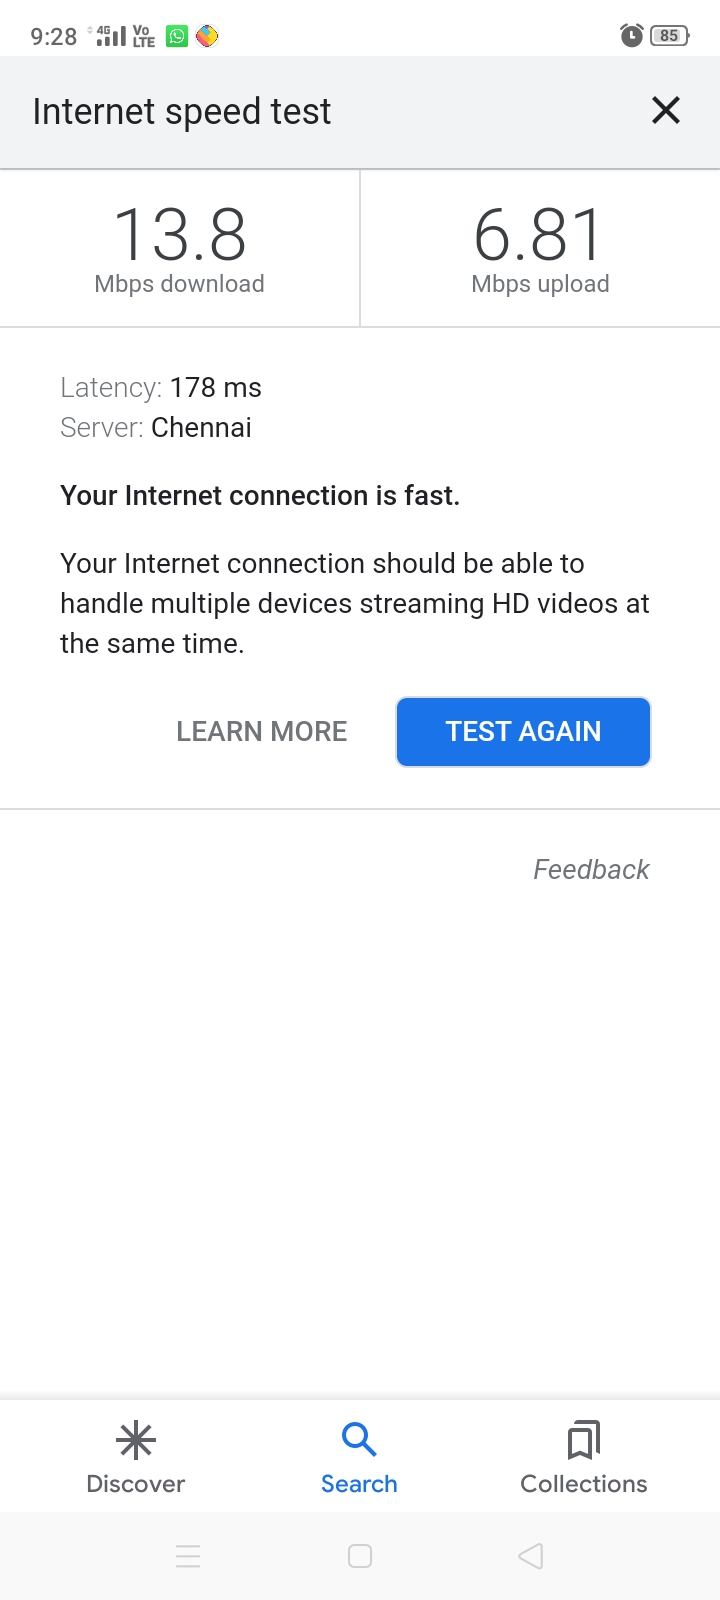 9:28 4G Vo LTE 85
Internet speed test
13.8 6.81
Mbps download Mbps upload
Latency: 178 ms
Server: Chennai
Your Internet connection is fast.
Your Internet connection should be able to
handle multiple devices streaming HD videos at
the same time.
LEARN MORE TEST AGAIN
Feedback
Discover Search Collections